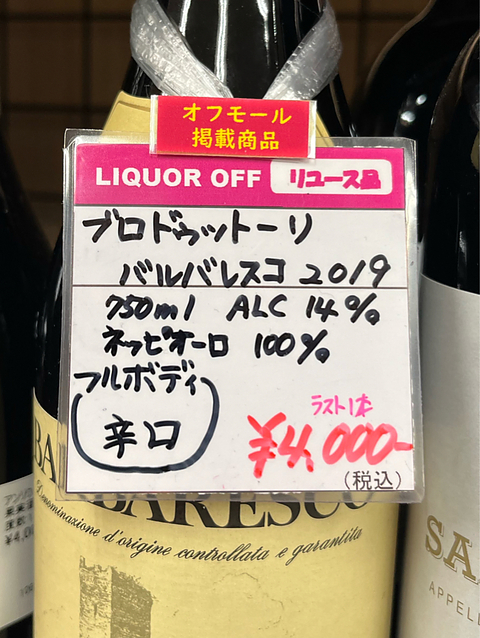 オフモール
掲載商品
LIQUOR OFF リユース品
プロドゥットーリ
バルバレスコ 2019
750ml ALC 14%
ネッビオーロ 100%
フルボディ
辛口
ラスト1本
¥4,000-
(税込)
BARESCO
Denominazione d'origine controllata e garantita
SA
APPEL